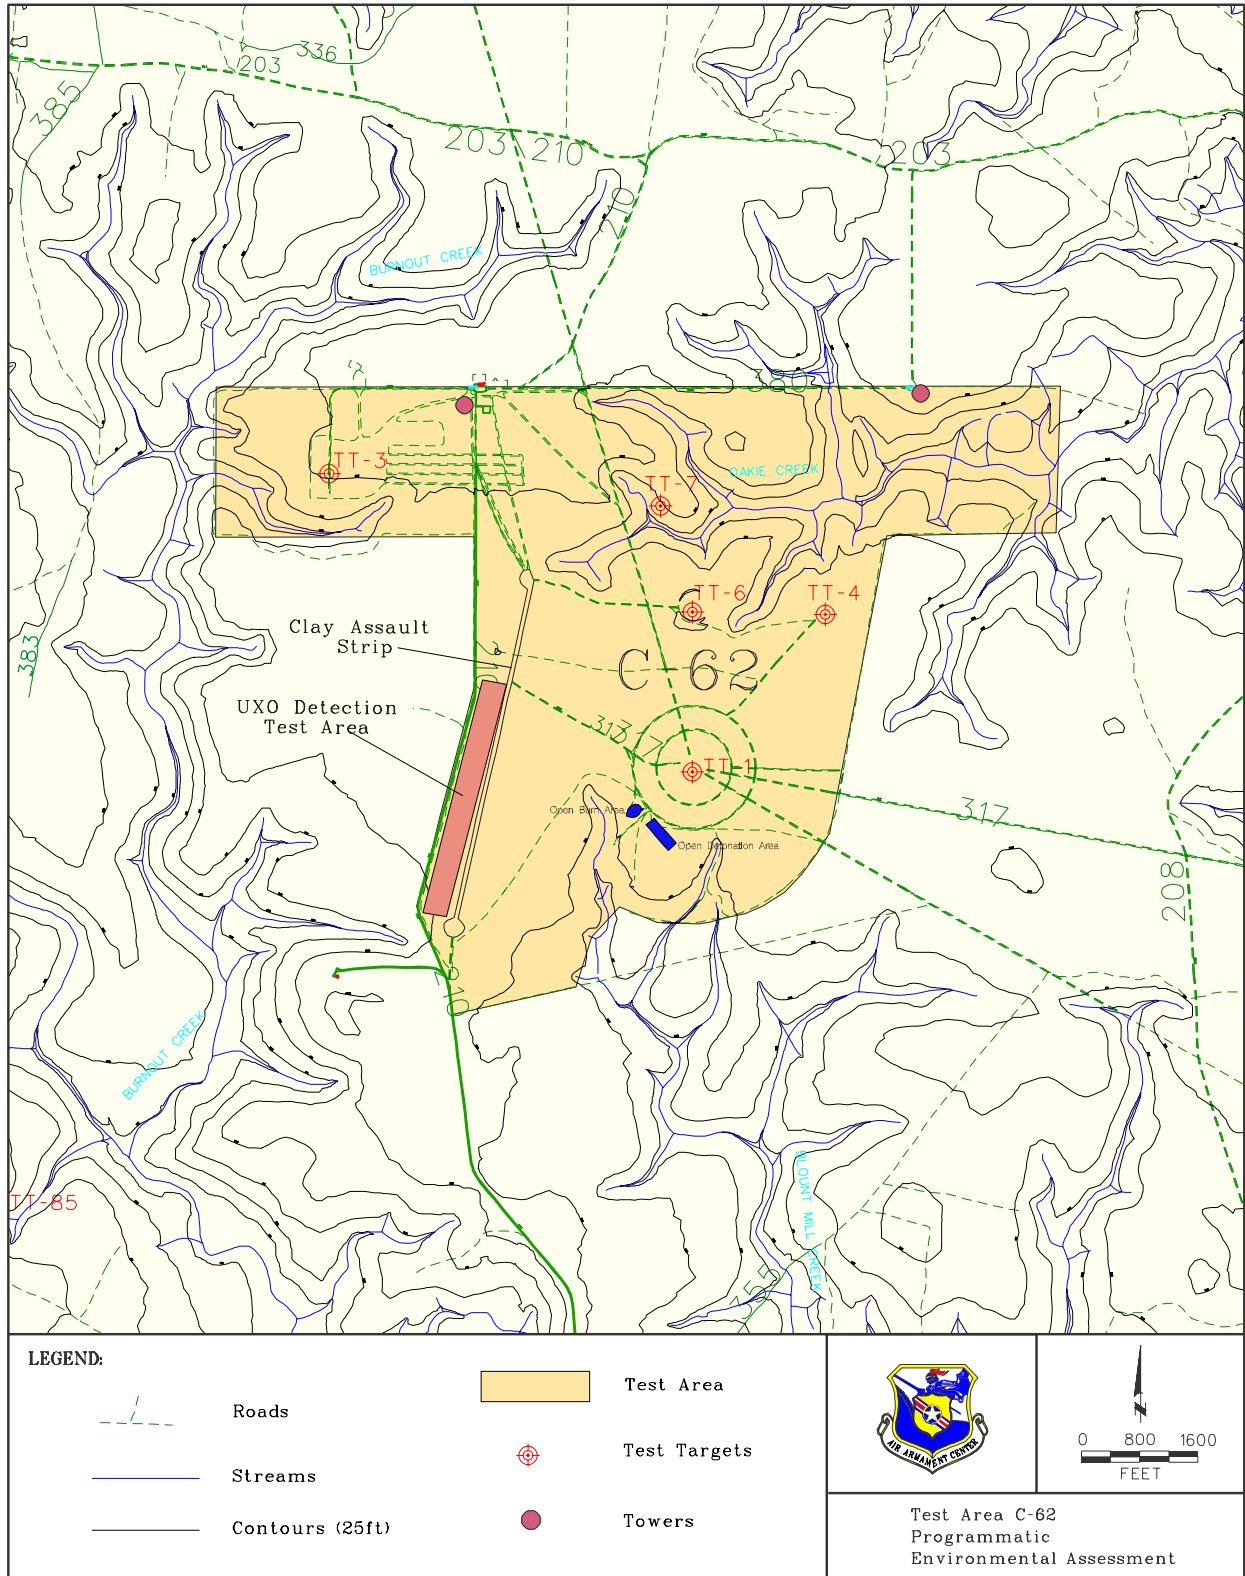 336
203
385
203
210
203
210
BURNOUT CREEK
380
TT-3
OAKIE CREEK
TT-7
TT-6
TT-4
Clay Assault
Strip
383
C-62
210
UXO Detection
Test Area
313
317
TT-1
Open Burn Area
317
Open Detonation Area
208
210
BURNOUT CREEK
TT-85
BLOUNT MILL CREEK
355
LEGEND:
Roads
Streams
Contours (25ft)
Test Area
Test Targets
Towers
AIR ARMAMENT CENTER
N
0 800 1600
FEET
Test Area C-62
Programmatic
Environmental Assessment